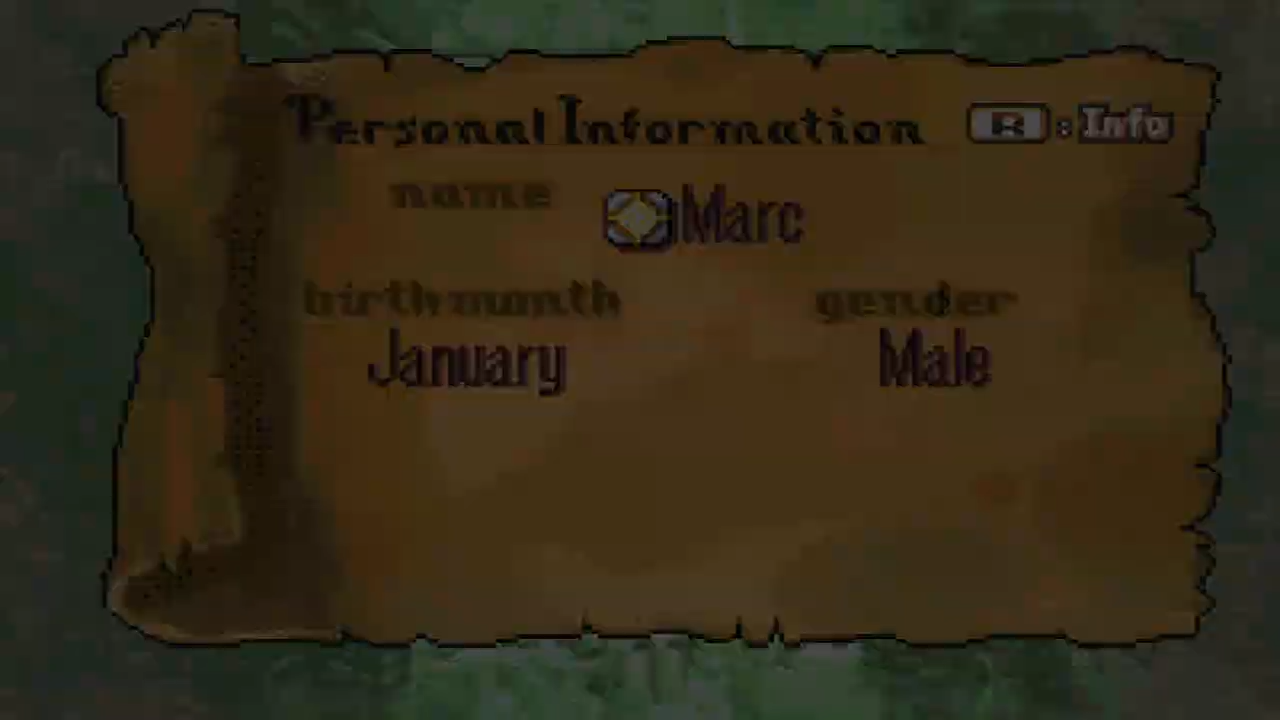 Personal Information R : Info
name Marc
birthmonth gender
January Male